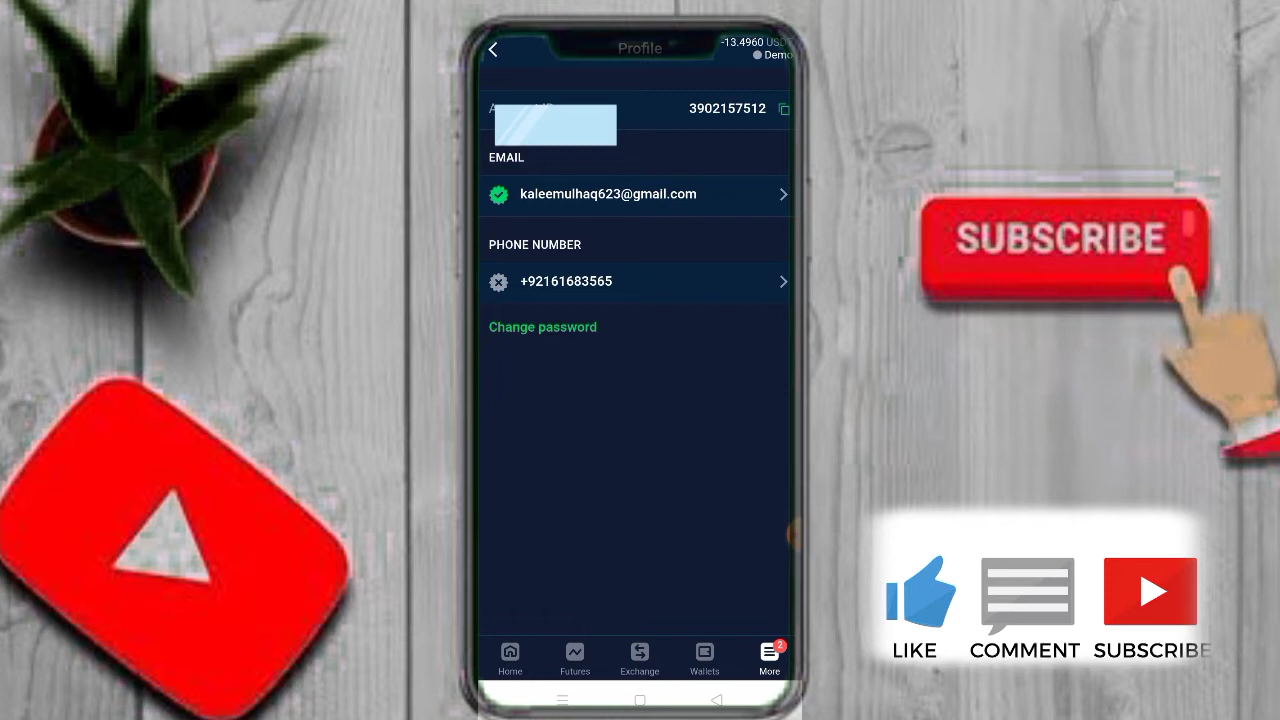 Profile
-13.4960 USDT
Demo
3902157512
EMAIL
kaleemulhaq623@gmail.com
PHONE NUMBER
+92161683565
Change password
Home
Futures
Exchange
Wallets
2
More
SUBSCRIBE
LIKE
COMMENT
SUBSCRIBE